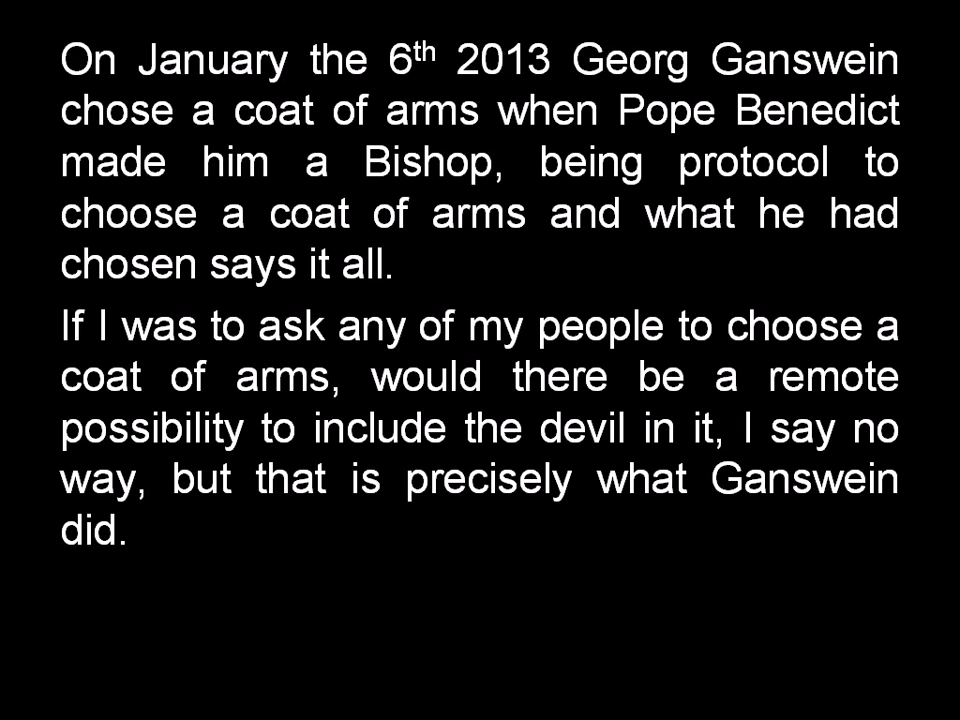 On January the 6th 2013 Georg Ganswein
chose a coat of arms when Pope Benedict
made him a Bishop, being protocol to
choose a coat of arms and what he had
chosen says it all.
If I was to ask any of my people to choose a
coat of arms, would there be a remote
possibility to include the devil in it, I say no
way, but that is precisely what Ganswein
did.